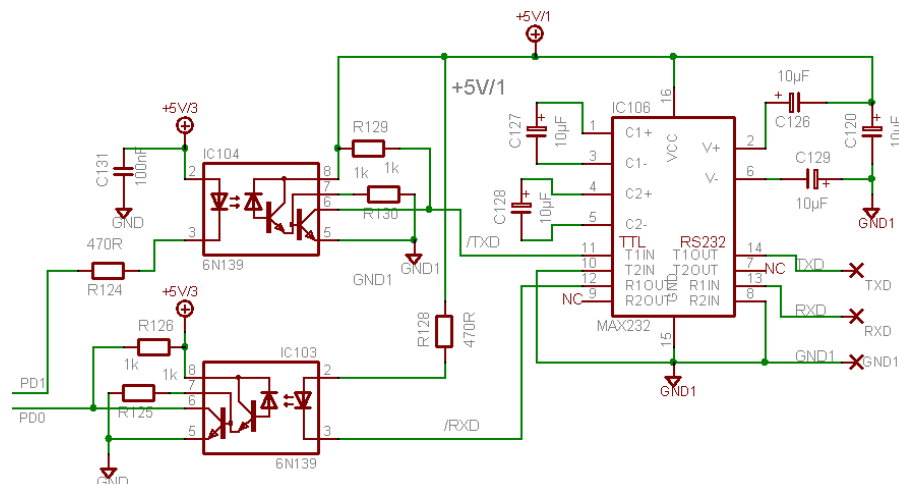 +5V/1
+5V/1
+5V/3
C131
100nF
GND
IC104
2
3
8
7
6
5
6N139
R129
1k
1k
R130
GND1
GND1
470R
R124
/TXD
C127
10µF
C128
10µF
IC106
16
VCC
1
C1+
3
C1-
4
C2+
5
C2-
TTL
RS232
11
T1IN
10
T2IN
12
R1OUT
NC
9
R2OUT
V+
2
V-
6
T1OUT
14
T2OUT
7
NC
R1IN
13
R2IN
8
GND
MAX232
15
GND1
10µF
C126
C120
10µF
C129
10µF
GND1
TXD
TXD
RXD
RXD
GND1
GND1
+5V/3
R126
1k
1k
R125
PD1
PD0
GND
IC103
8
7
6
5
2
3
6N139
R128
470R
/RXD